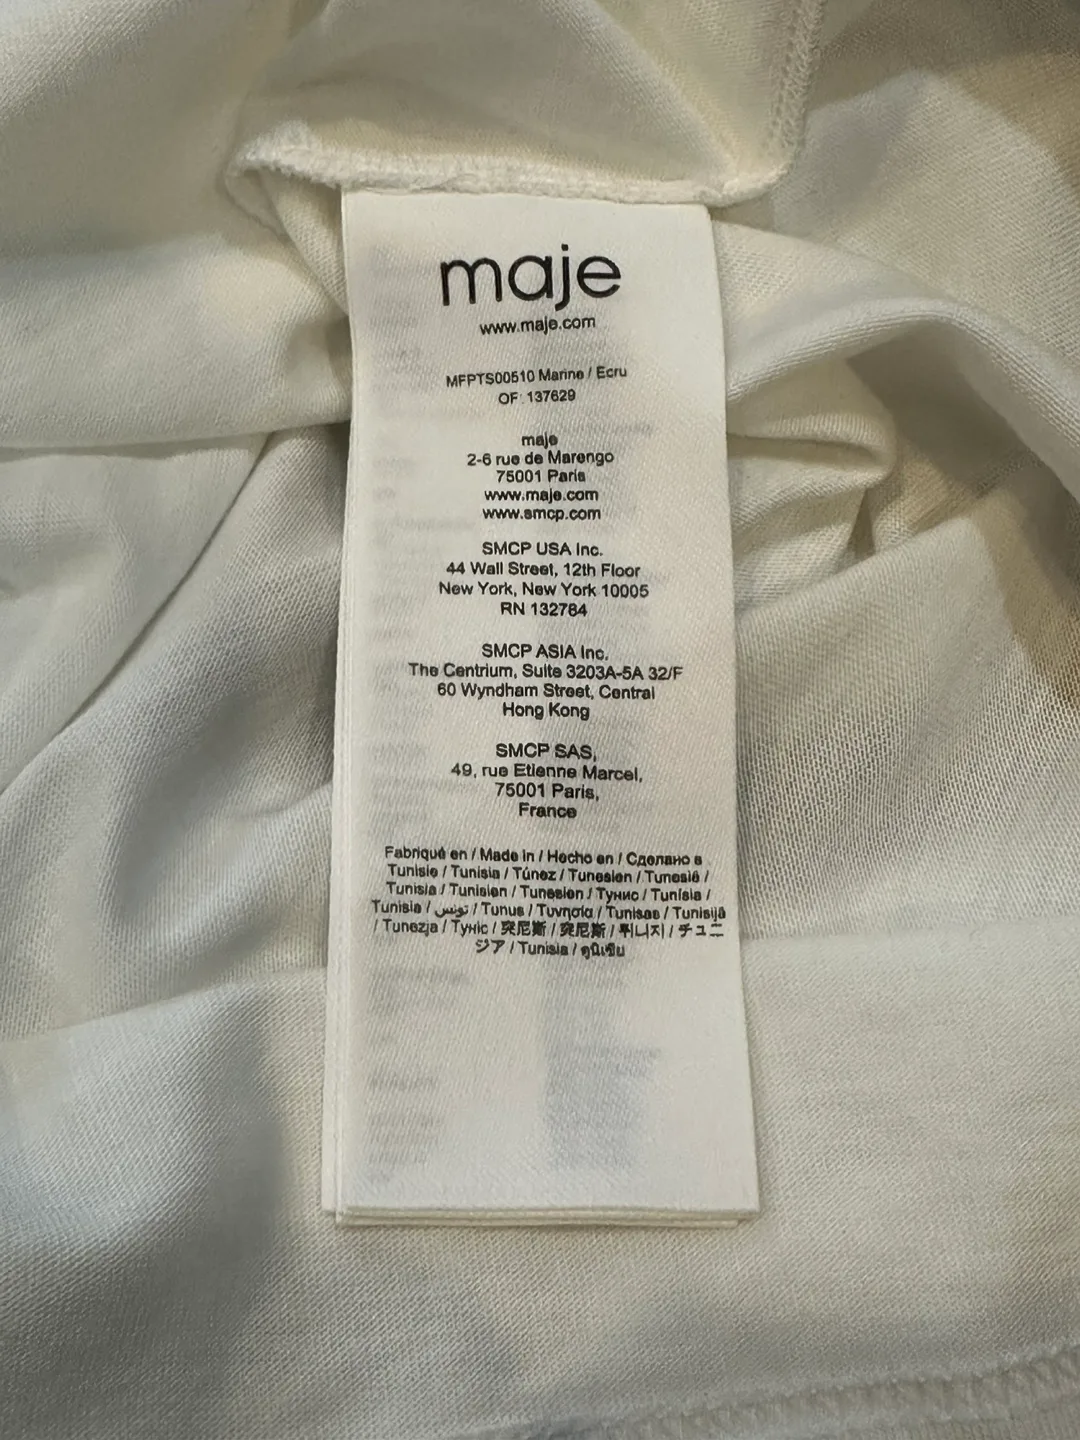 maje
www.maje.com
MFPTS00510 Marine / Ecru
OF: 137629
maje
2-6 rue de Marengo
75001 Paris
www.maje.com
www.smcp.com
SMCP USA Inc.
44 Wall Street, 12th Floor
New York, New York 10005
RN 132784
SMCP ASIA Inc.
The Centrium, Suite 3203A-5A 32/F
60 Wyndham Street, Central
Hong Kong
SMCP SAS,
49, rue Etienne Marcel,
75001 Paris,
France
Fabriqué en / Made in / Hecho en / Сделано в
Tunisie / Tunisia / Túnez / Tunesien / Tunesië /
Tunisia / Tunisien / Tunesien / Тунис / Tunísia /
Tunisia / تونس / Tunus / Τυνησία / Tunisas / Tunisijā
/ Tunezja / Туніс / 突尼斯 / 突尼斯 / 튀니지 / チュニ
ジア / Tunisia / ตูนิเซีย